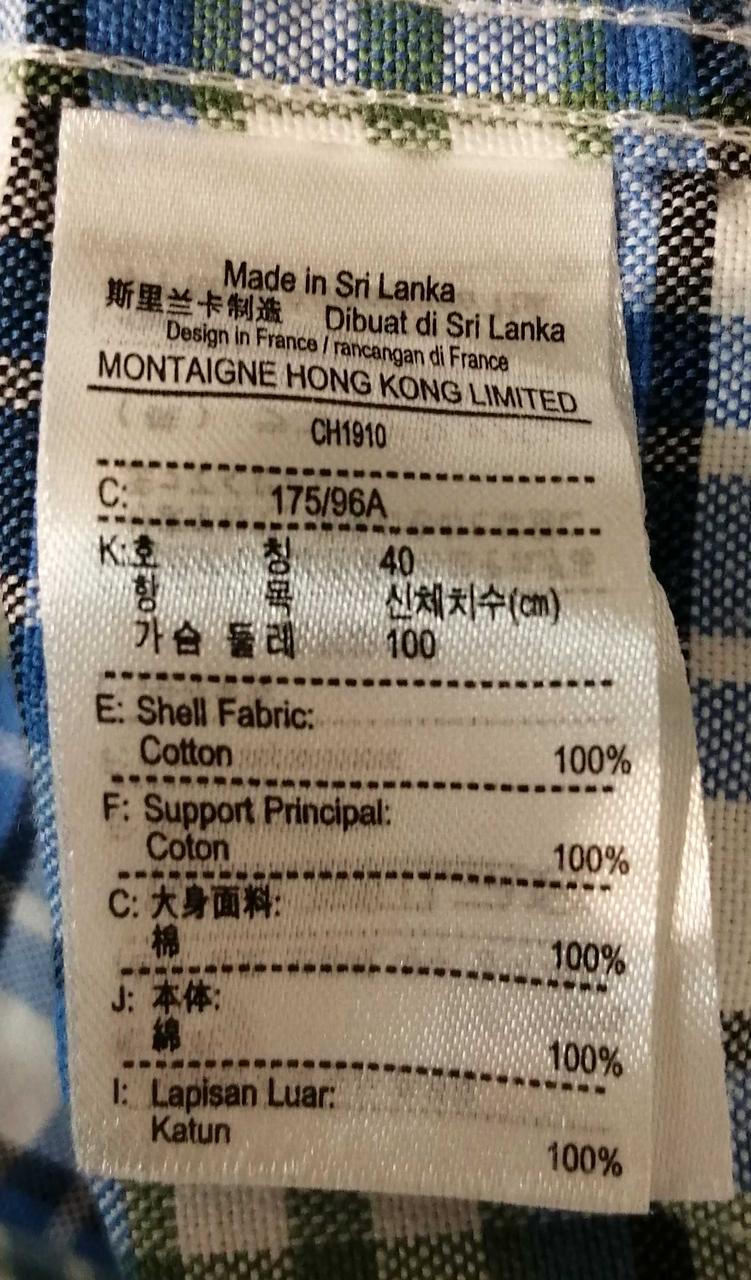 Made in Sri Lanka
斯里兰卡制造 Dibuat di Sri Lanka
Design in France / rancangan di France
MONTAIGNE HONG KONG LIMITED
CH1910
C: 175/96A
K:호 칭 40
항 목 신체치수(㎝)
가슴 둘레 100
E: Shell Fabric:
Cotton 100%
F: Support Principal:
Coton 100%
C: 大身面料:
棉 100%
J: 本体:
綿 100%
I: Lapisan Luar:
Katun 100%